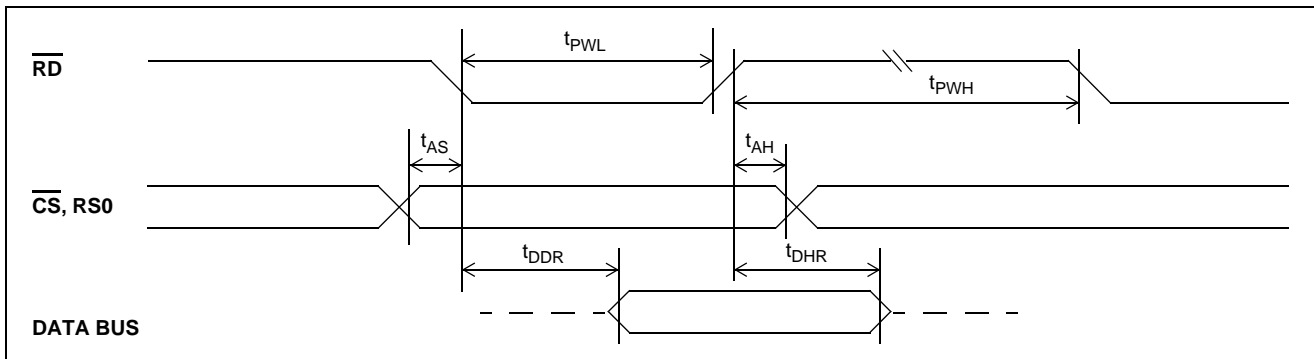 RD
tPWL
tPWH
tAS
tAH
CS, RS0
tDDR
tDHR
DATA BUS